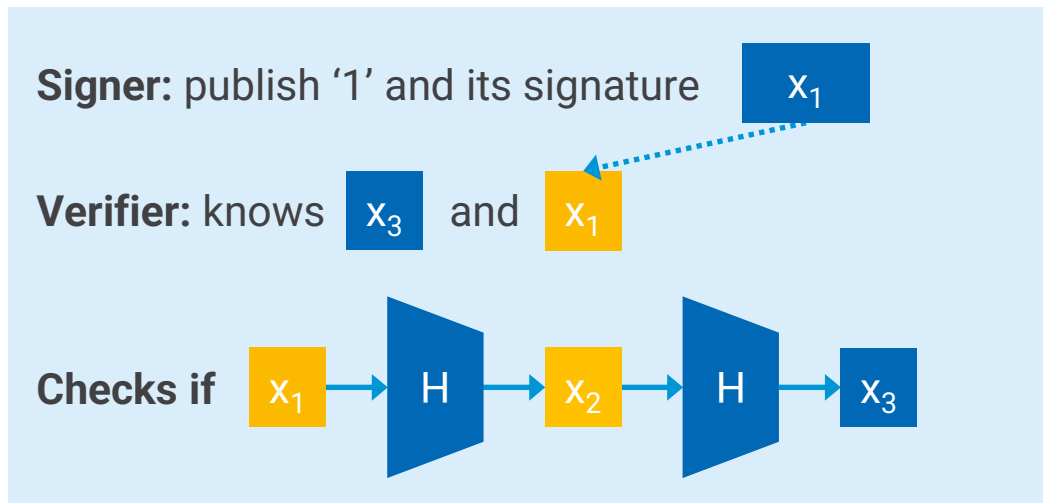 Signer: publish ‘1’ and its signature x₁
Verifier: knows x₃ and x₁
Checks if x₁ H x₂ H x₃